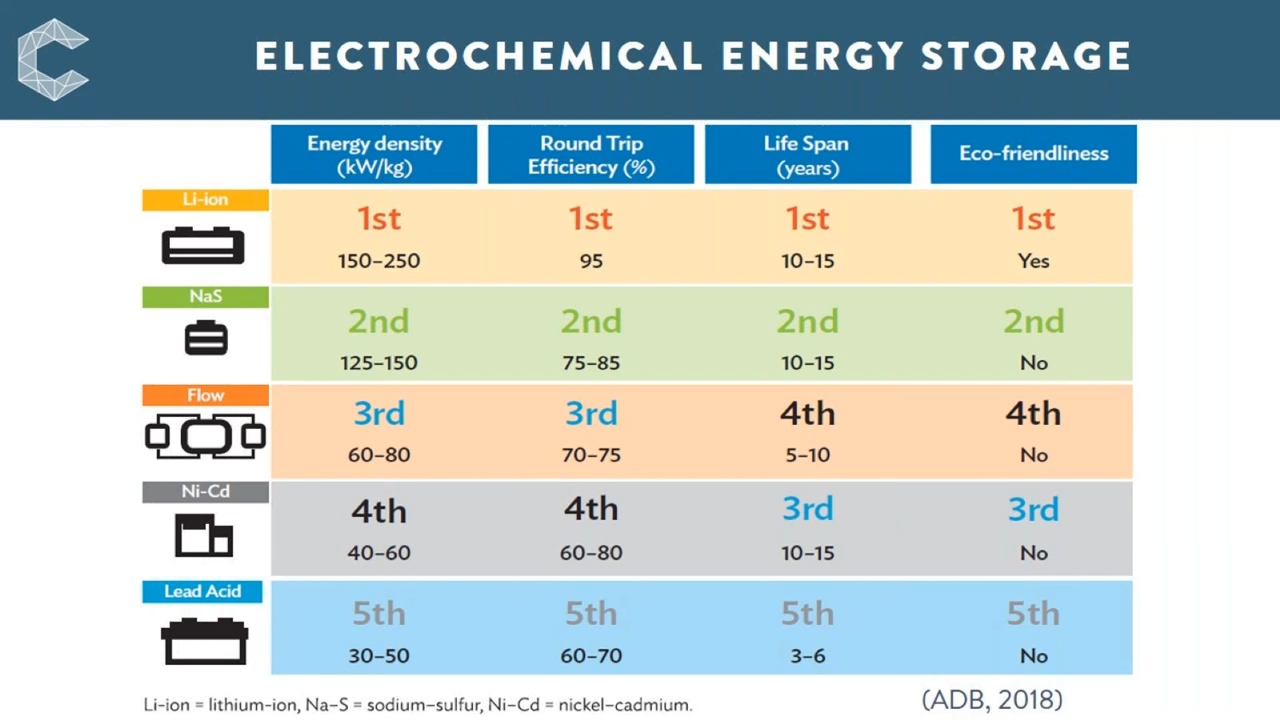 ELECTROCHEMICAL ENERGY STORAGE
Energy density
(kW/kg)
Round Trip
Efficiency (%)
Life Span
(years)
Eco-friendliness
Li-ion
1st
1st
1st
1st
150–250
95
10–15
Yes
NaS
2nd
2nd
2nd
2nd
125–150
75–85
10–15
No
Flow
3rd
3rd
4th
4th
60–80
70–75
5–10
No
Ni-Cd
4th
4th
3rd
3rd
40–60
60–80
10–15
No
Lead Acid
5th
5th
5th
5th
30–50
60–70
3–6
No
Li-ion = lithium-ion, Na–S = sodium–sulfur, Ni–Cd = nickel–cadmium.
(ADB, 2018)